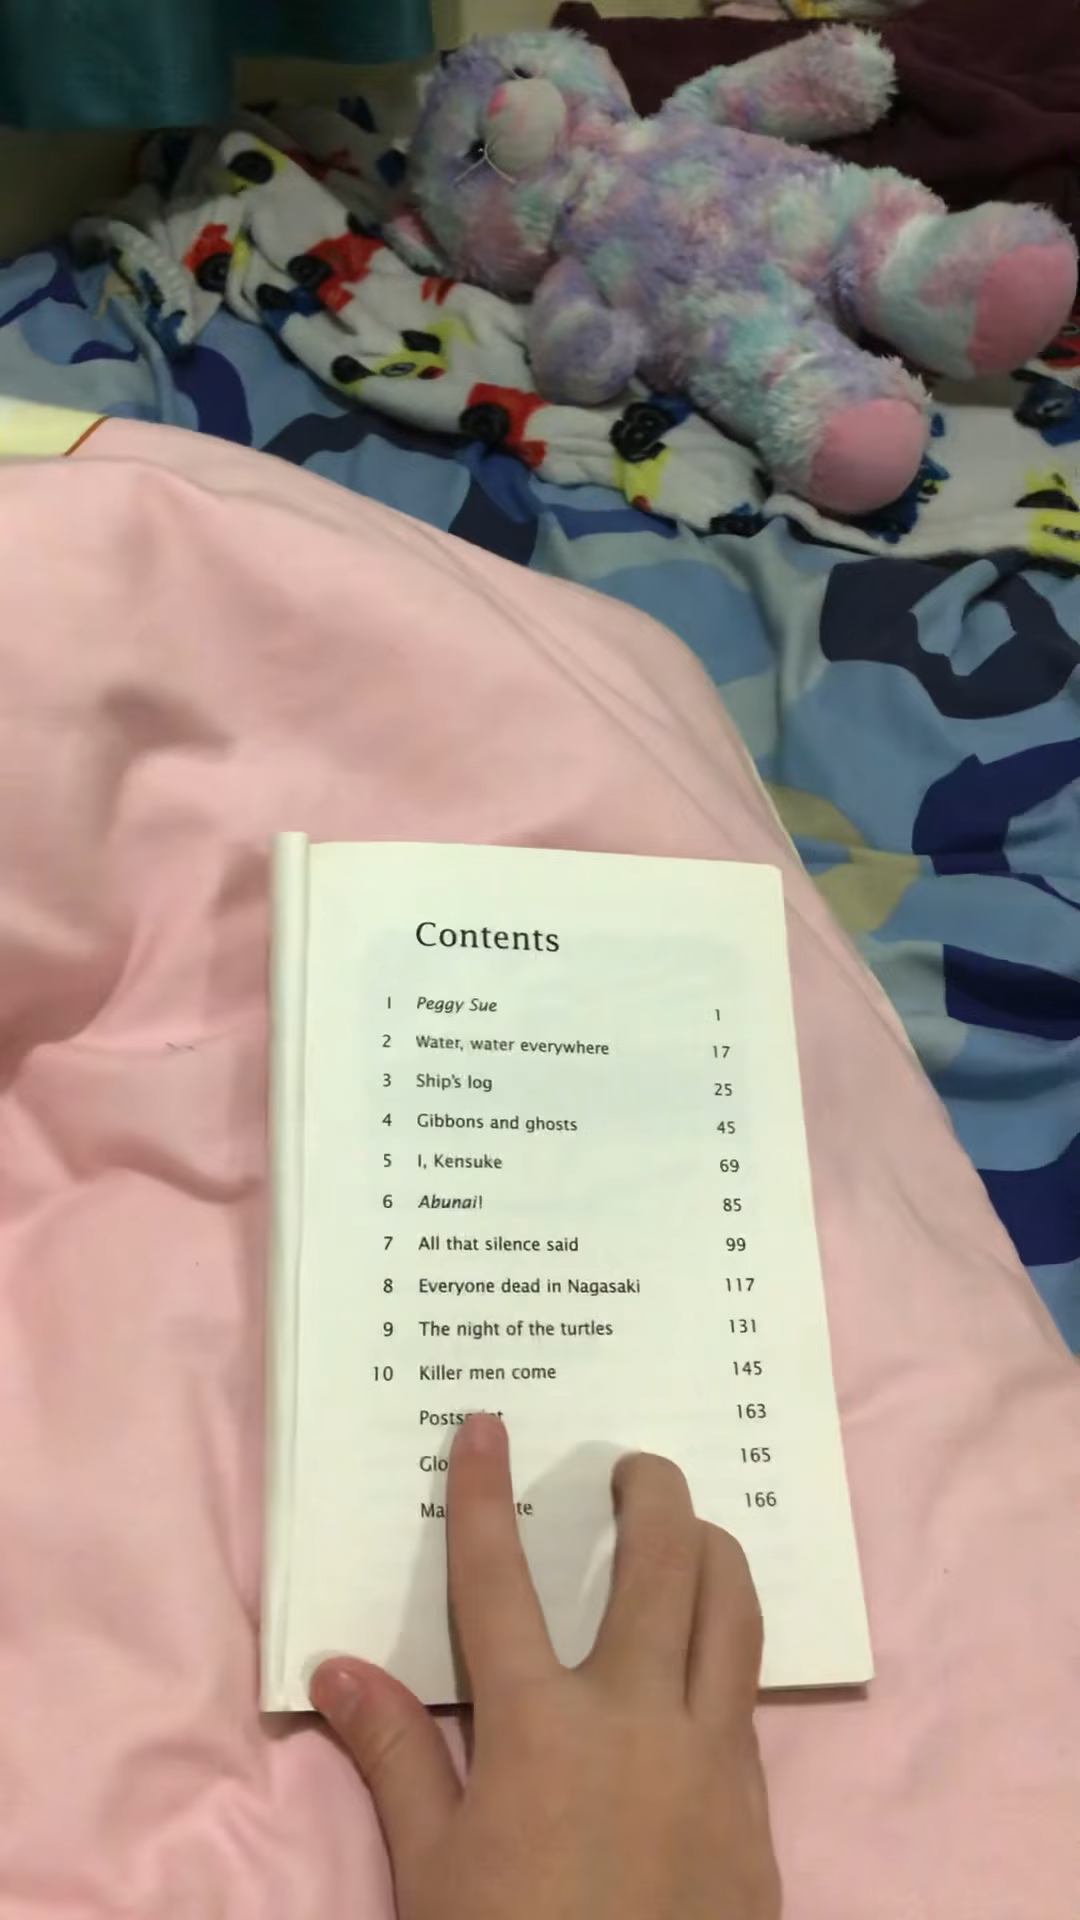 Contents
1 Peggy Sue 1
2 Water, water everywhere 17
3 Ship's log 25
4 Gibbons and ghosts 45
5 I, Kensuke 69
6 Abunai! 85
7 All that silence said 99
8 Everyone dead in Nagasaki 117
9 The night of the turtles 131
10 Killer men come 145
163
165
166